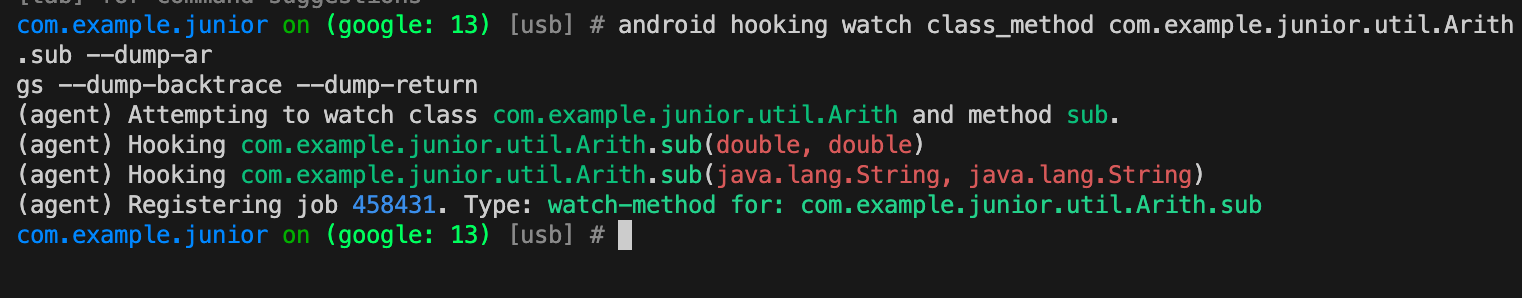 [tab] for command suggestions
com.example.junior on (google: 13) [usb] # android hooking watch class_method com.example.junior.util.Arith
.sub --dump-ar
gs --dump-backtrace --dump-return
(agent) Attempting to watch class com.example.junior.util.Arith and method sub.
(agent) Hooking com.example.junior.util.Arith.sub(double, double)
(agent) Hooking com.example.junior.util.Arith.sub(java.lang.String, java.lang.String)
(agent) Registering job 458431. Type: watch-method for: com.example.junior.util.Arith.sub
com.example.junior on (google: 13) [usb] #